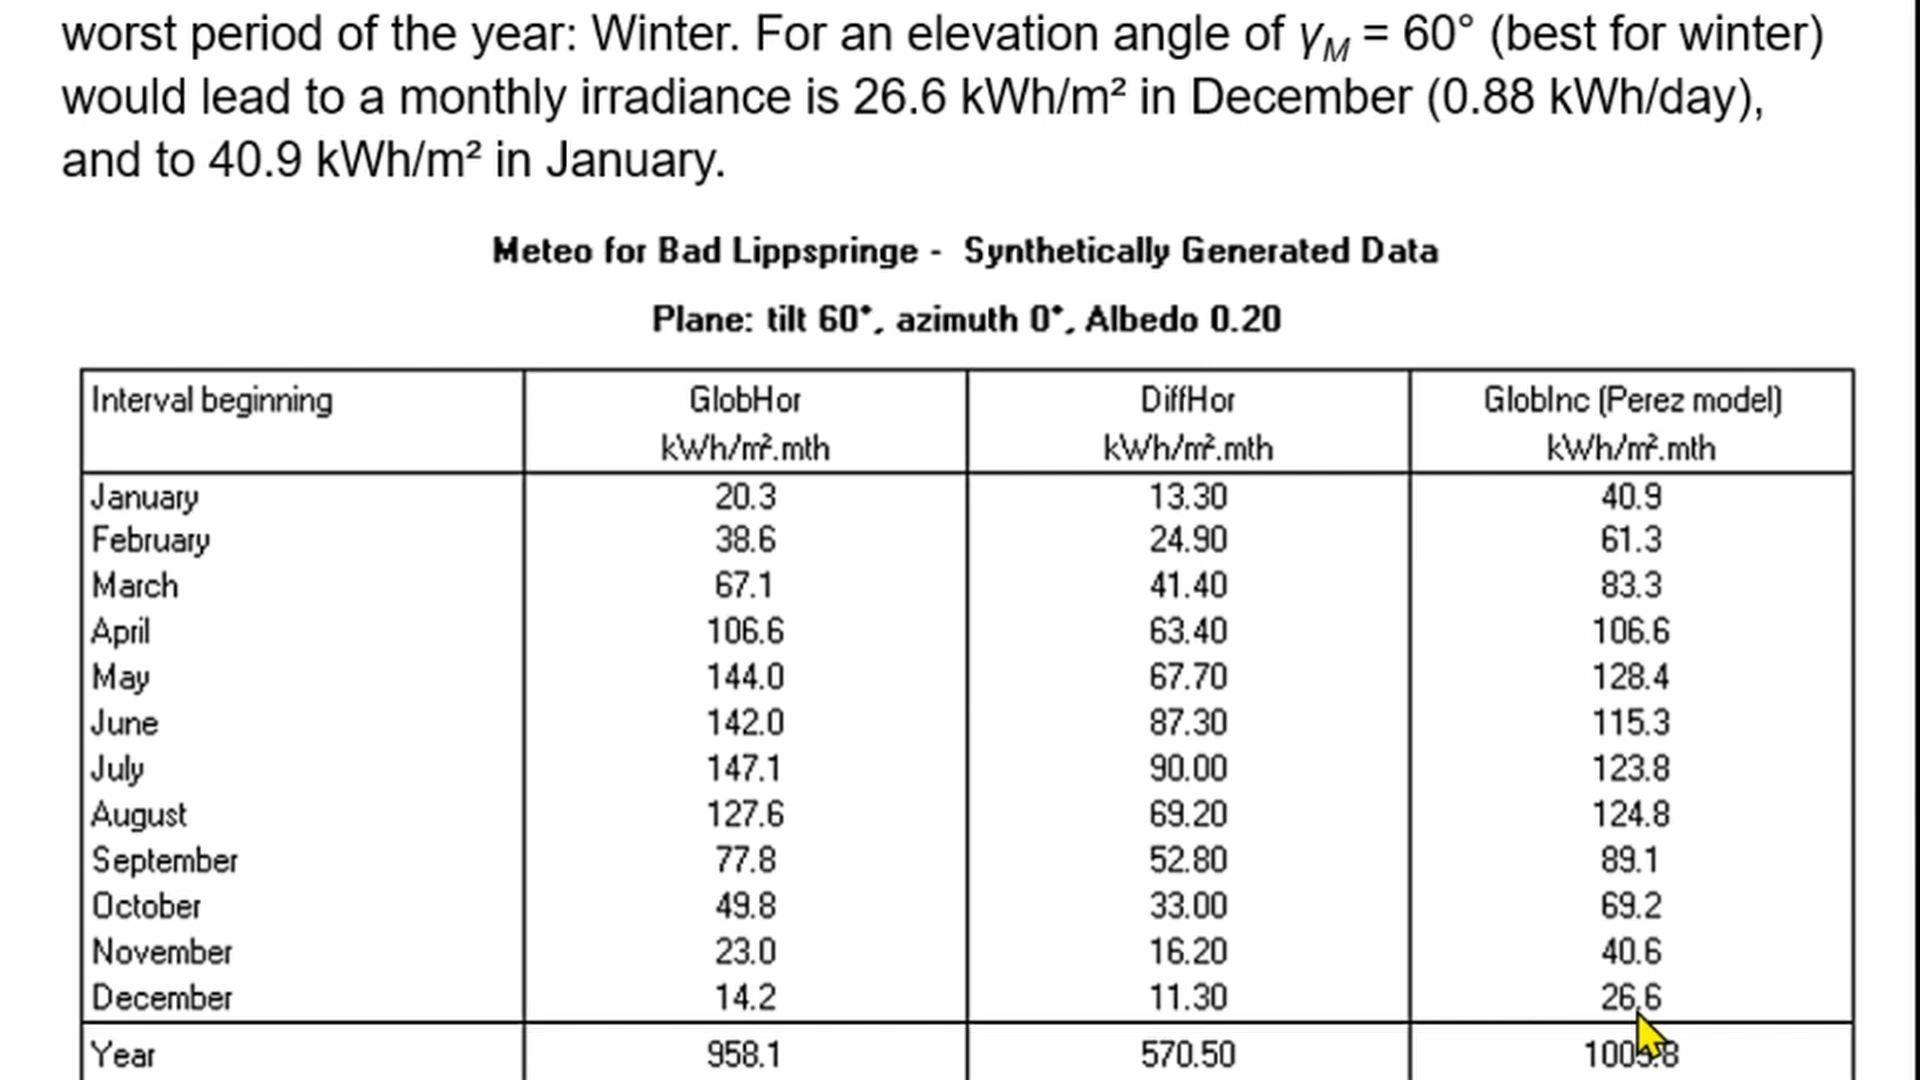 worst period of the year: Winter. For an elevation angle of γM = 60° (best for winter)
would lead to a monthly irradiance is 26.6 kWh/m² in December (0.88 kWh/day),
and to 40.9 kWh/m² in January.
Meteo for Bad Lippspringe - Synthetically Generated Data
Plane: tilt 60°, azimuth 0°, Albedo 0.20
Interval beginning GlobHor DiffHor GlobInc (Perez model)
kWh/m².mth kWh/m².mth kWh/m².mth
January 20.3 13.30 40.9
February 38.6 24.90 61.3
March 67.1 41.40 83.3
April 106.6 63.40 106.6
May 144.0 67.70 128.4
June 142.0 87.30 115.3
July 147.1 90.00 123.8
August 127.6 69.20 124.8
September 77.8 52.80 89.1
October 49.8 33.00 69.2
November 23.0 16.20 40.6
December 14.2 11.30 26.6
Year 958.1 570.50